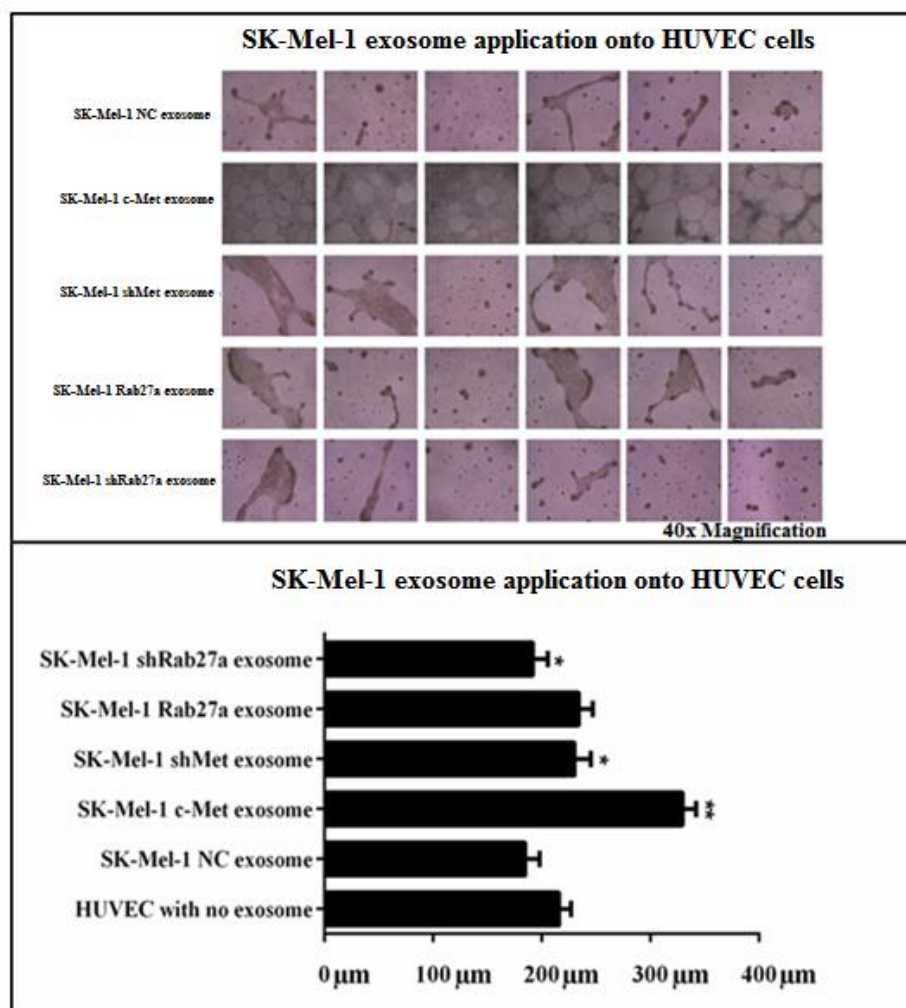 SK-Mel-1 exosome application onto HUVEC cells
SK-Mel-1 NC exosome
SK-Mel-1 c-Met exosome
SK-Mel-1 shMet exosome
SK-Mel-1 Rab27a exosome
SK-Mel-1 shRab27a exosome
40x Magnification
SK-Mel-1 exosome application onto HUVEC cells
SK-Mel-1 shRab27a exosome *
SK-Mel-1 Rab27a exosome
SK-Mel-1 shMet exosome *
SK-Mel-1 c-Met exosome **
SK-Mel-1 NC exosome
HUVEC with no exosome
0 μm 100 μm 200 μm 300 μm 400 μm